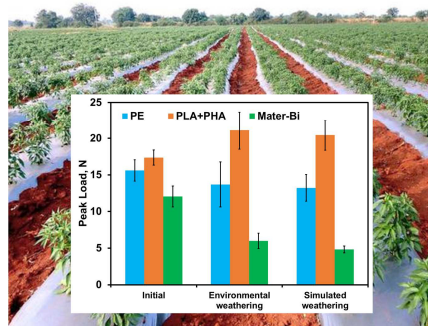 25
PE PLA+PHA Mater-Bi
20
15
10
5
0
Peak Load, N
Initial
Environmental weathering
Simulated weathering